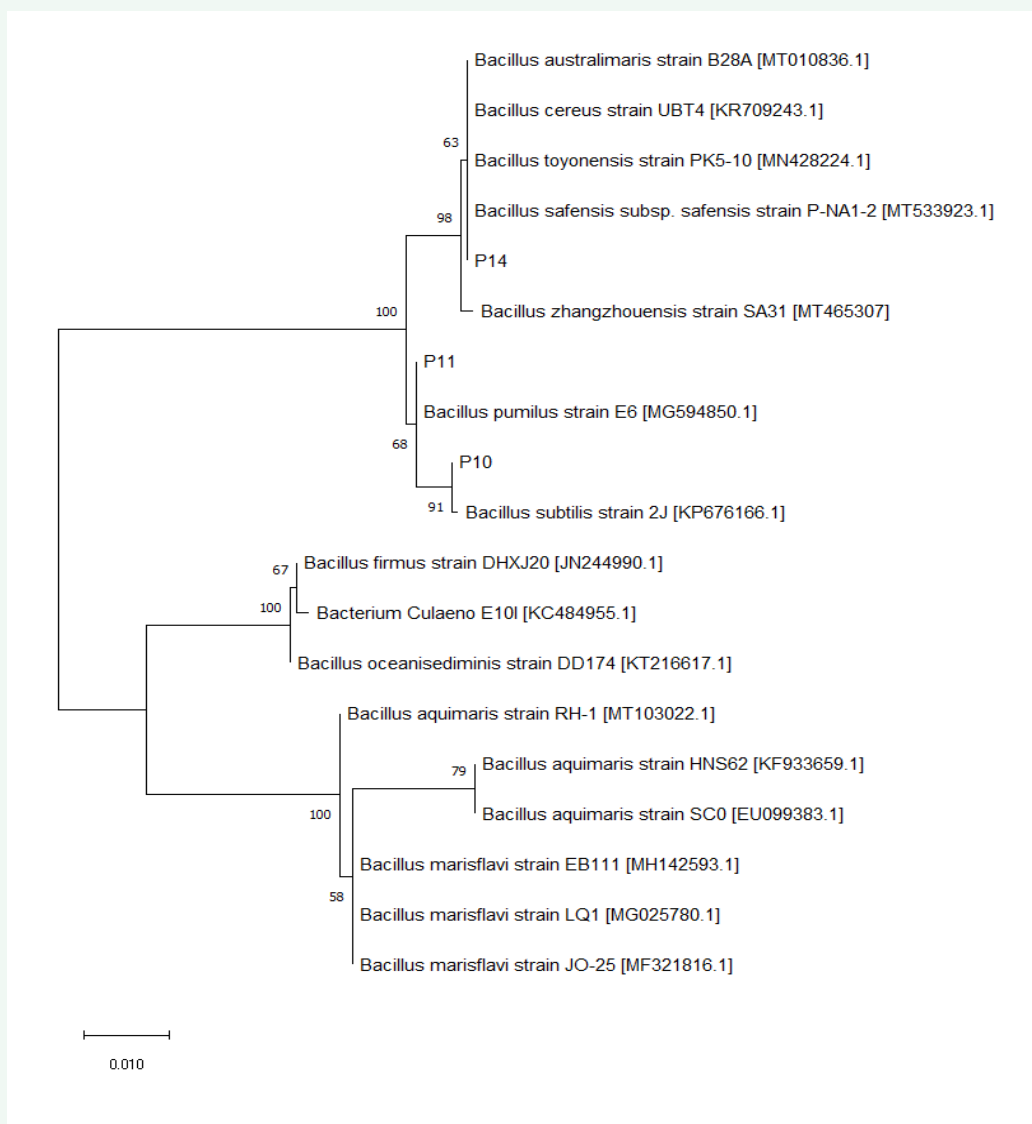 Bacillus australimaris strain B28A [MT010836.1]
Bacillus cereus strain UBT4 [KR709243.1]
63
Bacillus toyonensis strain PK5-10 [MN428224.1]
Bacillus safensis subsp. safensis strain P-NA1-2 [MT533923.1]
98
P14
Bacillus zhangzhouensis strain SA31 [MT465307]
100
P11
Bacillus pumilus strain E6 [MG594850.1]
68
P10
91
Bacillus subtilis strain 2J [KP676166.1]
Bacillus firmus strain DHXJ20 [JN244990.1]
67
100
Bacterium Culaeno E10I [KC484955.1]
Bacillus oceanisediminis strain DD174 [KT216617.1]
Bacillus aquimaris strain RH-1 [MT103022.1]
79
Bacillus aquimaris strain HNS62 [KF933659.1]
Bacillus aquimaris strain SC0 [EU099383.1]
100
Bacillus marisflavi strain EB111 [MH142593.1]
58
Bacillus marisflavi strain LQ1 [MG025780.1]
Bacillus marisflavi strain JO-25 [MF321816.1]
0.010